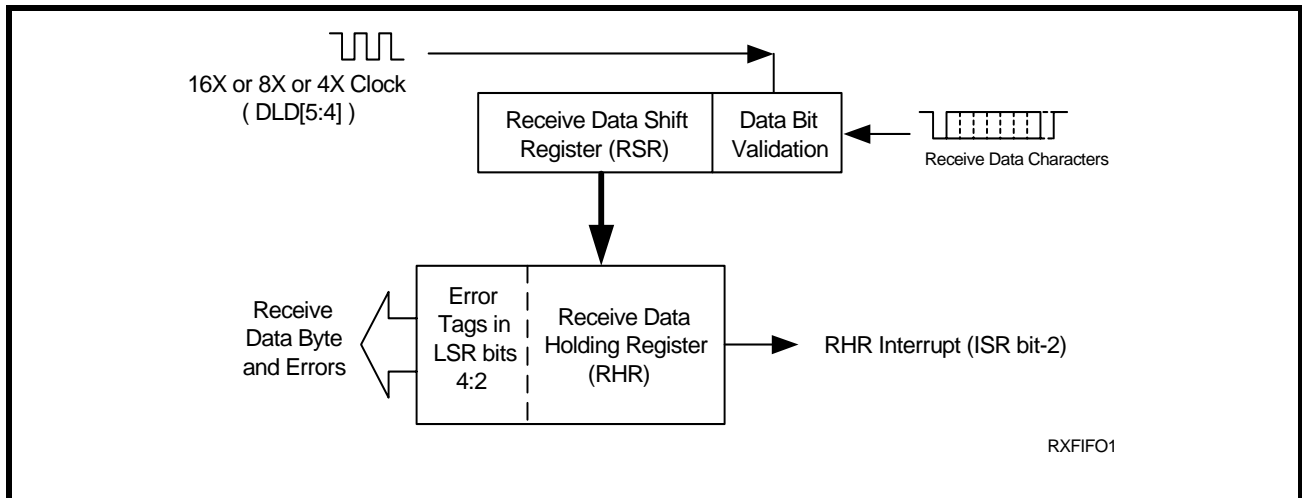 16X or 8X or 4X Clock
( DLD[5:4] )
Receive Data Shift
Register (RSR)
Data Bit
Validation
Receive Data Characters
Receive
Data Byte
and Errors
Error
Tags in
LSR bits
4:2
Receive Data
Holding Register
(RHR)
RHR Interrupt (ISR bit-2)
RXFIFO1